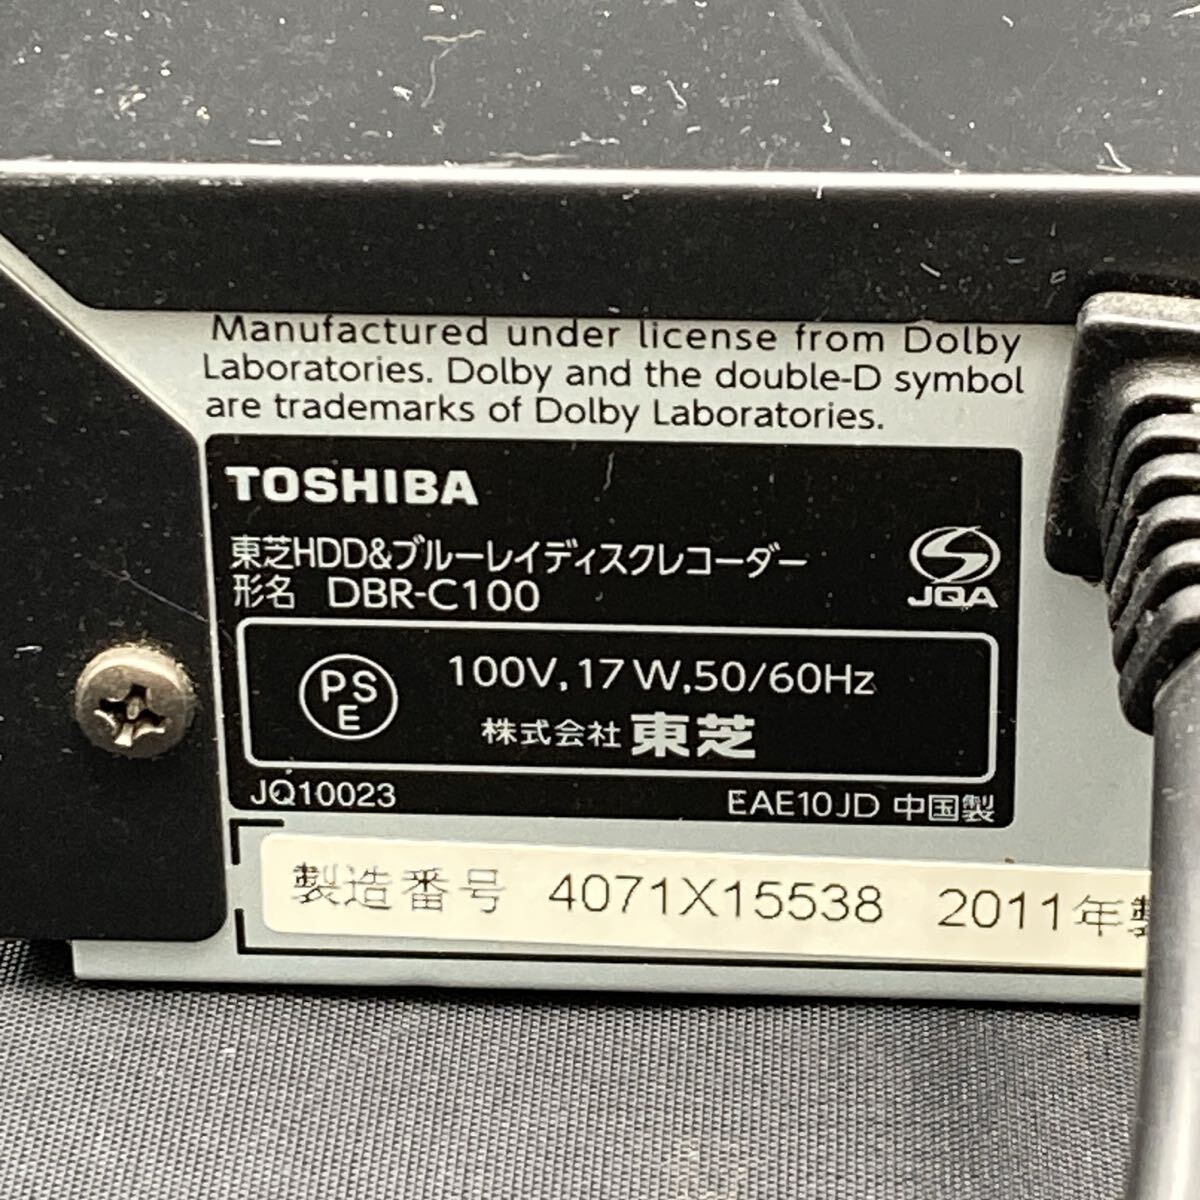 Manufactured under license from Dolby
Laboratories. Dolby and the double-D symbol
are trademarks of Dolby Laboratories.
TOSHIBA
東芝HDD&ブルーレイディスクレコーダー
形名 DBR-C100
JQA
PSE
100V,17W,50/60Hz
株式会社 東芝
JQ10023
EAE10JD 中国製
製造番号 4071X15538 2011年